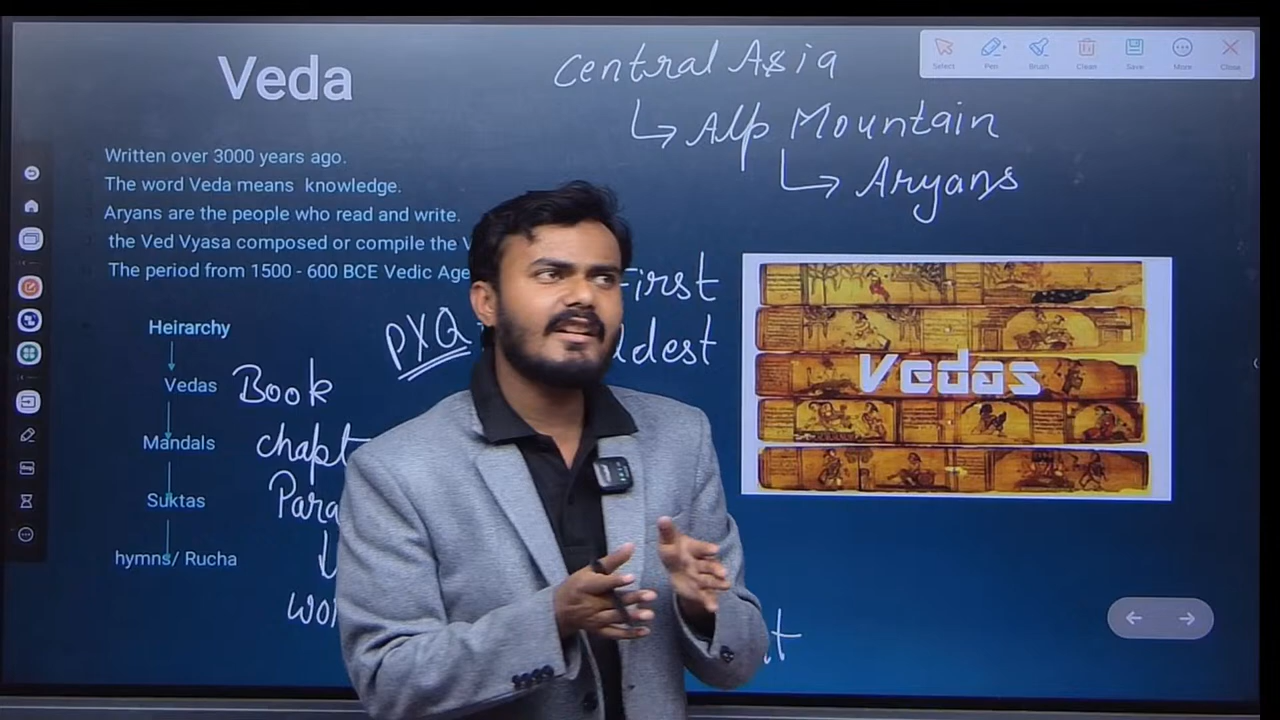 Veda
Central Asia
Alp Mountain
Aryans
Select Pen Brush Clean Save More Close
Written over 3000 years ago.
The word Veda means knowledge.
Aryans are the people who read and write.
the Ved Vyasa composed or compile the
The period from 1500 - 600 BCE Vedic Age
First
PYQ
Heirarchy
Vedas Book
Mandals
Suktas
hymns/ Rucha
Vedas